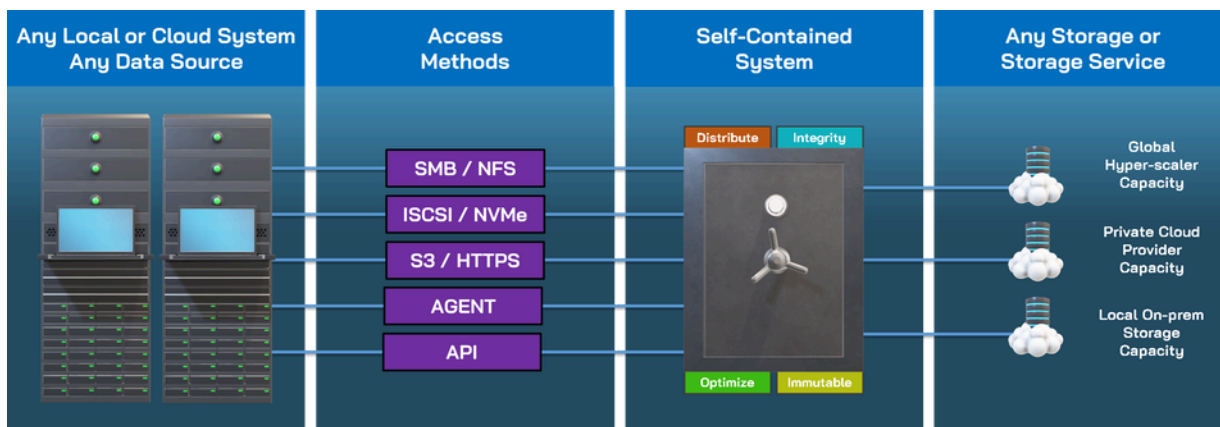 Any Local or Cloud System
Any Data Source
Access
Methods
Self-Contained
System
Any Storage or
Storage Service
SMB / NFS
ISCSI / NVMe
S3 / HTTPS
AGENT
API
Distribute
Integrity
Optimize
Immutable
Global
Hyper-scaler
Capacity
Private Cloud
Provider
Capacity
Local On-prem
Storage
Capacity